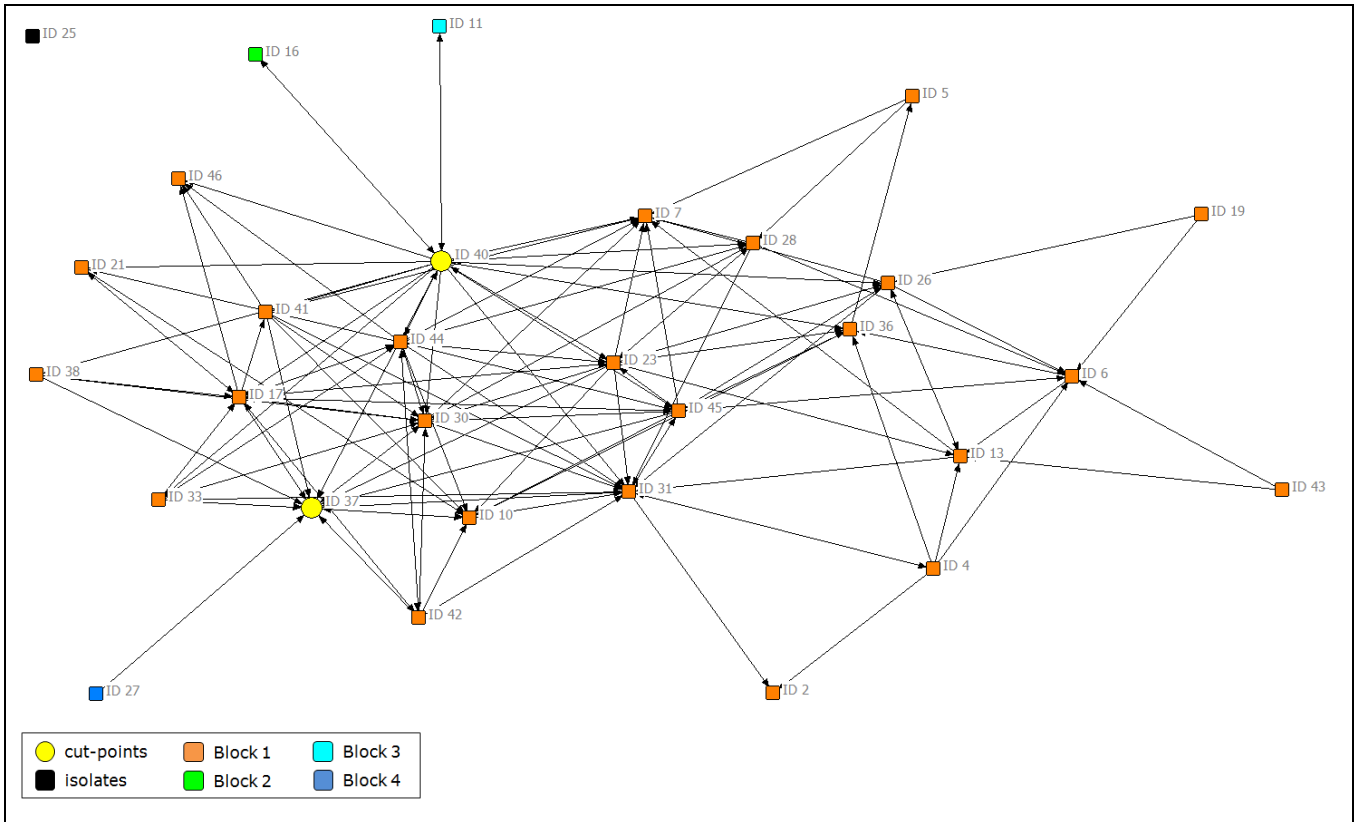 ID 11
ID 25
ID 16
ID 5
ID 46
ID 19
ID 7
ID 28
ID 40
ID 21
ID 26
ID 41
ID 36
ID 44
ID 23
ID 38
ID 6
ID 17
ID 45
ID 30
ID 13
ID 31
ID 43
ID 33
ID 37
ID 10
ID 4
ID 42
ID 27
ID 2
cut-points Block 1 Block 3
isolates Block 2 Block 4